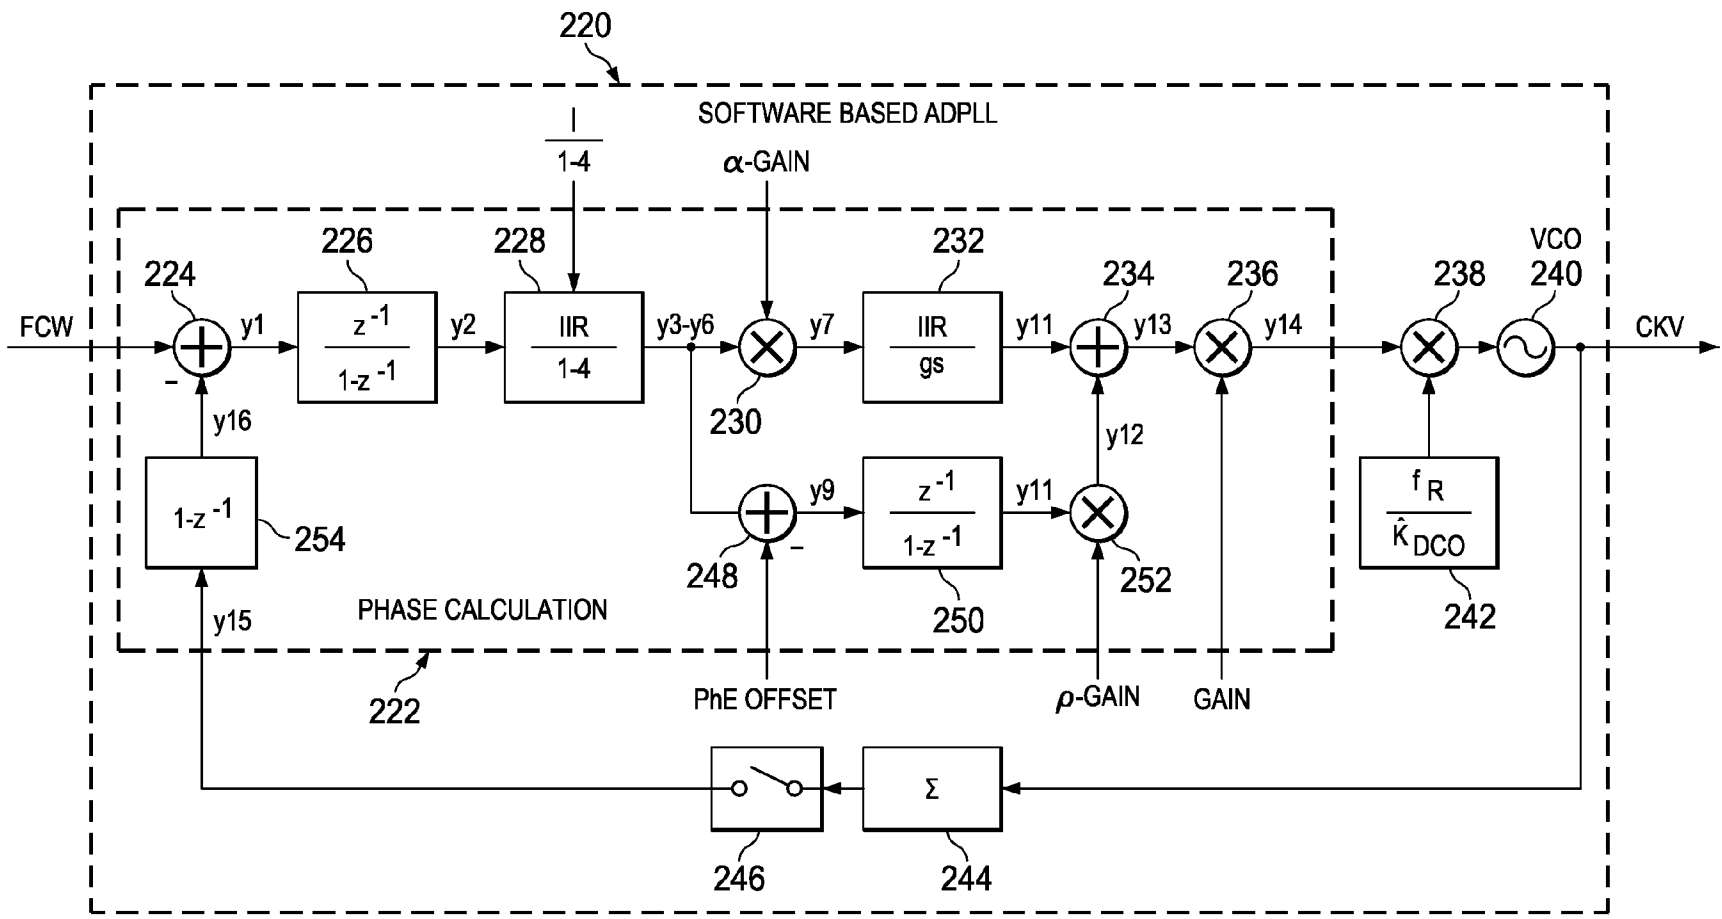 220
SOFTWARE BASED ADPLL
I
1-4
α-GAIN
224
226
228
232
234
236
238
VCO
240
FCW
y1
z-1
1-z-1
y2
IIR
1-4
y3-y6
y7
IIR
gs
y11
y13
y14
CKV
–
230
y16
y12
1-z-1
254
y9
z-1
1-z-1
y11
fR
K̂DCO
248
–
252
250
242
PHASE CALCULATION
y15
222
PhE OFFSET
ρ-GAIN
GAIN
Σ
246
244